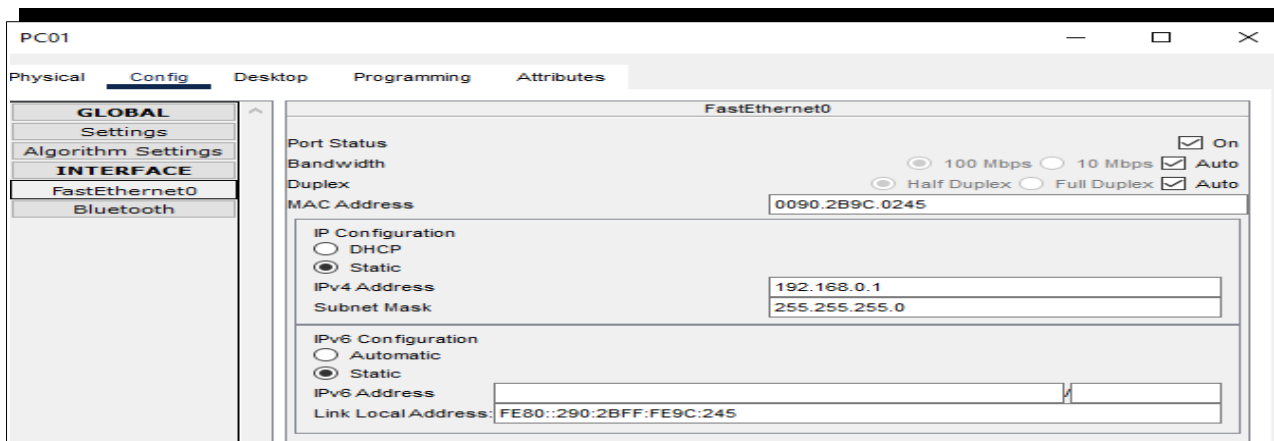 PC01
Physical Config Desktop Programming Attributes
GLOBAL
Settings
Algorithm Settings
INTERFACE
FastEthernet0
Bluetooth
FastEthernet0
Port Status On
Bandwidth 100 Mbps 10 Mbps Auto
Duplex Half Duplex Full Duplex Auto
MAC Address 0090.2B9C.0245
IP Configuration
DHCP
Static
IPv4 Address 192.168.0.1
Subnet Mask 255.255.255.0
IPv6 Configuration
Automatic
Static
IPv6 Address /
Link Local Address: FE80::290:2BFF:FE9C:245